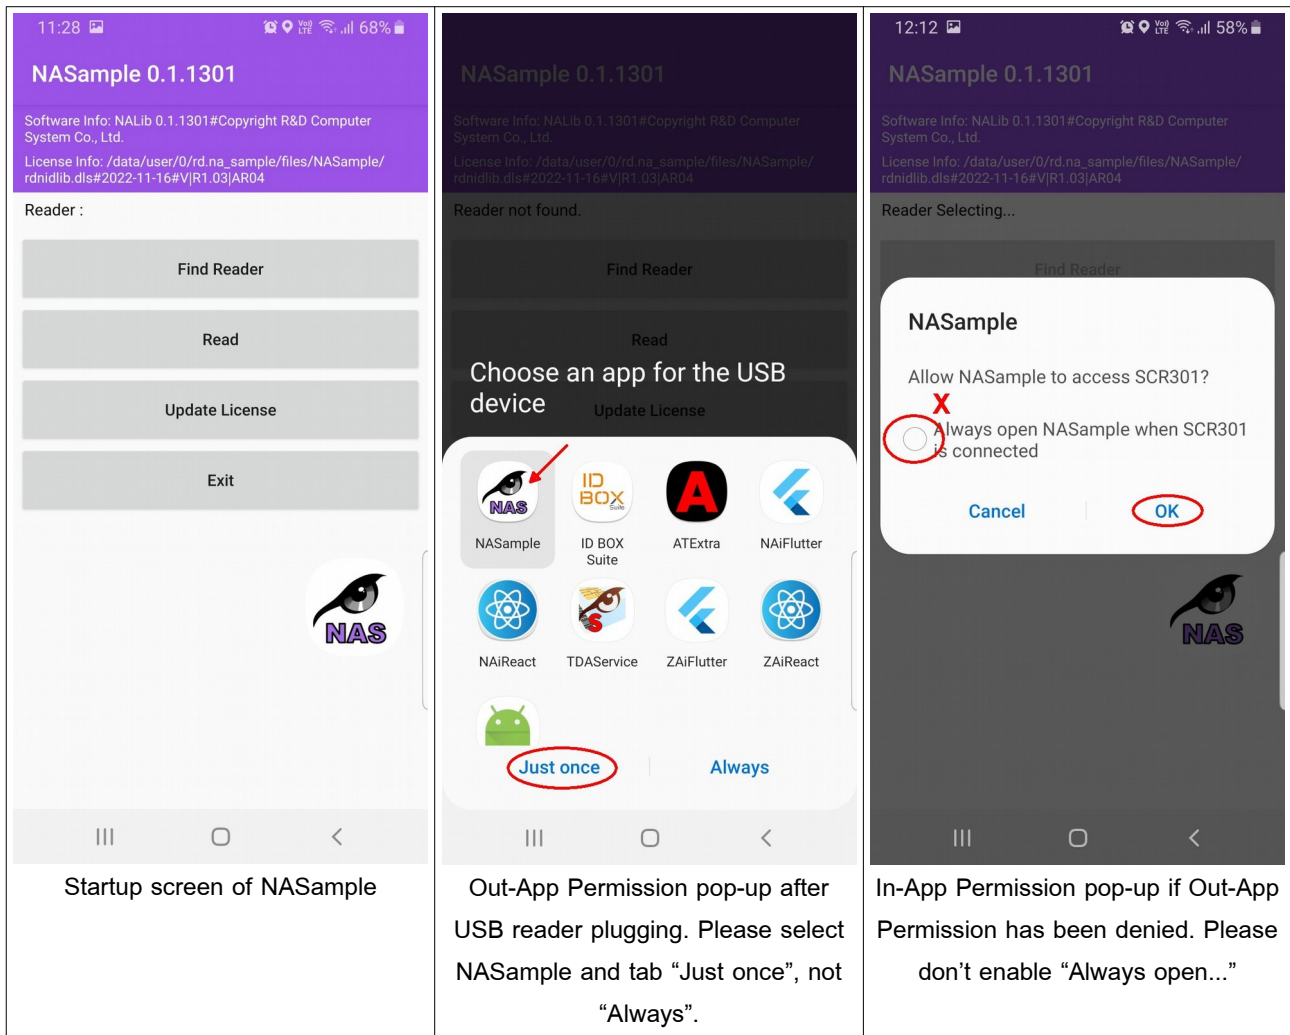 11:28
Vo) LTE
68%
NASample 0.1.1301
Software Info: NALib 0.1.1301#Copyright R&D Computer
System Co., Ltd.
License Info: /data/user/0/rd.na_sample/files/NASample/
rdnidlib.dls#2022-11-16#V|R1.03|AR04
Reader :
Find Reader
Read
Update License
Exit
NAS
Startup screen of NASample
NASample 0.1.1301
Software Info: NALib 0.1.1301#Copyright R&D Computer
System Co., Ltd.
License Info: /data/user/0/rd.na_sample/files/NASample/
rdnidlib.dls#2022-11-16#V|R1.03|AR04
Reader not found.
Find Reader
Read
Update License
Choose an app for the USB
device
NAS
NASample
ID
BOX
Suite
ID BOX
Suite
A
ATExtra
NAiFlutter
NAiReact
S
TDAService
ZAiFlutter
ZAiReact
Just once
Always
Out-App Permission pop-up after
USB reader plugging. Please select
NASample and tab “Just once”, not
“Always”.
12:12
Vo) LTE
58%
NASample 0.1.1301
Software Info: NALib 0.1.1301#Copyright R&D Computer
System Co., Ltd.
License Info: /data/user/0/rd.na_sample/files/NASample/
rdnidlib.dls#2022-11-16#V|R1.03|AR04
Reader Selecting...
Find Reader
NASample
Allow NASample to access SCR301?
X
Always open NASample when SCR301
is connected
Cancel
OK
NAS
In-App Permission pop-up if Out-App
Permission has been denied. Please
don’t enable “Always open...”